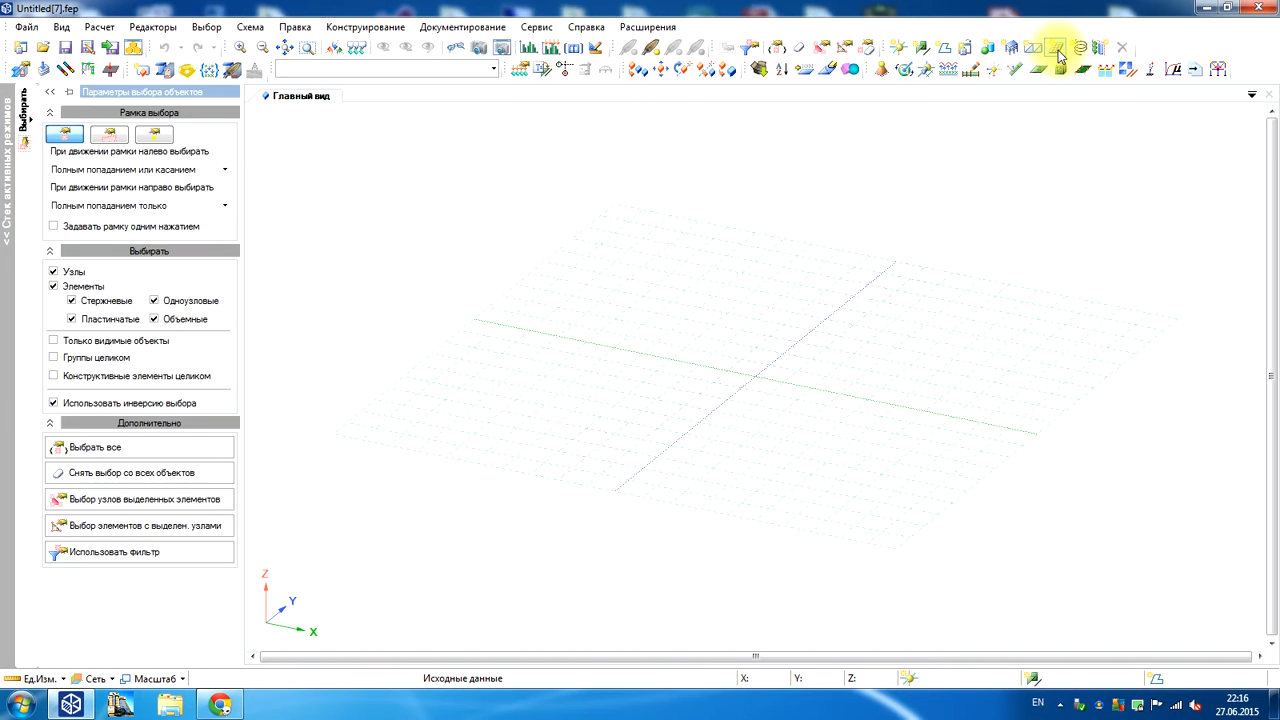 Untitled[7].fep
Файл Вид Расчет Редакторы Выбор Схема Правка Конструирование Документирование Сервис Справка Расширения
<< Стек активных режимов
Выбирать
Параметры выбора объектов
Главный вид
Рамка выбора
При движении рамки налево выбирать
Полным попаданием или касанием
При движении рамки направо выбирать
Полным попаданием только
Задавать рамку одним нажатием
Выбирать
Узлы
Элементы
Стержневые Одноузловые
Пластинчатые Объемные
Только видимые объекты
Группы целиком
Конструктивные элементы целиком
Использовать инверсию выбора
Дополнительно
Выбрать все
Снять выбор со всех объектов
Выбор узлов выделенных элементов
Выбор элементов с выделен. узлами
Использовать фильтр
Z
Y
X
Ед.Изм. Сеть Масштаб Исходные данные X: Y: Z:
EN 22:16
27.06.2015